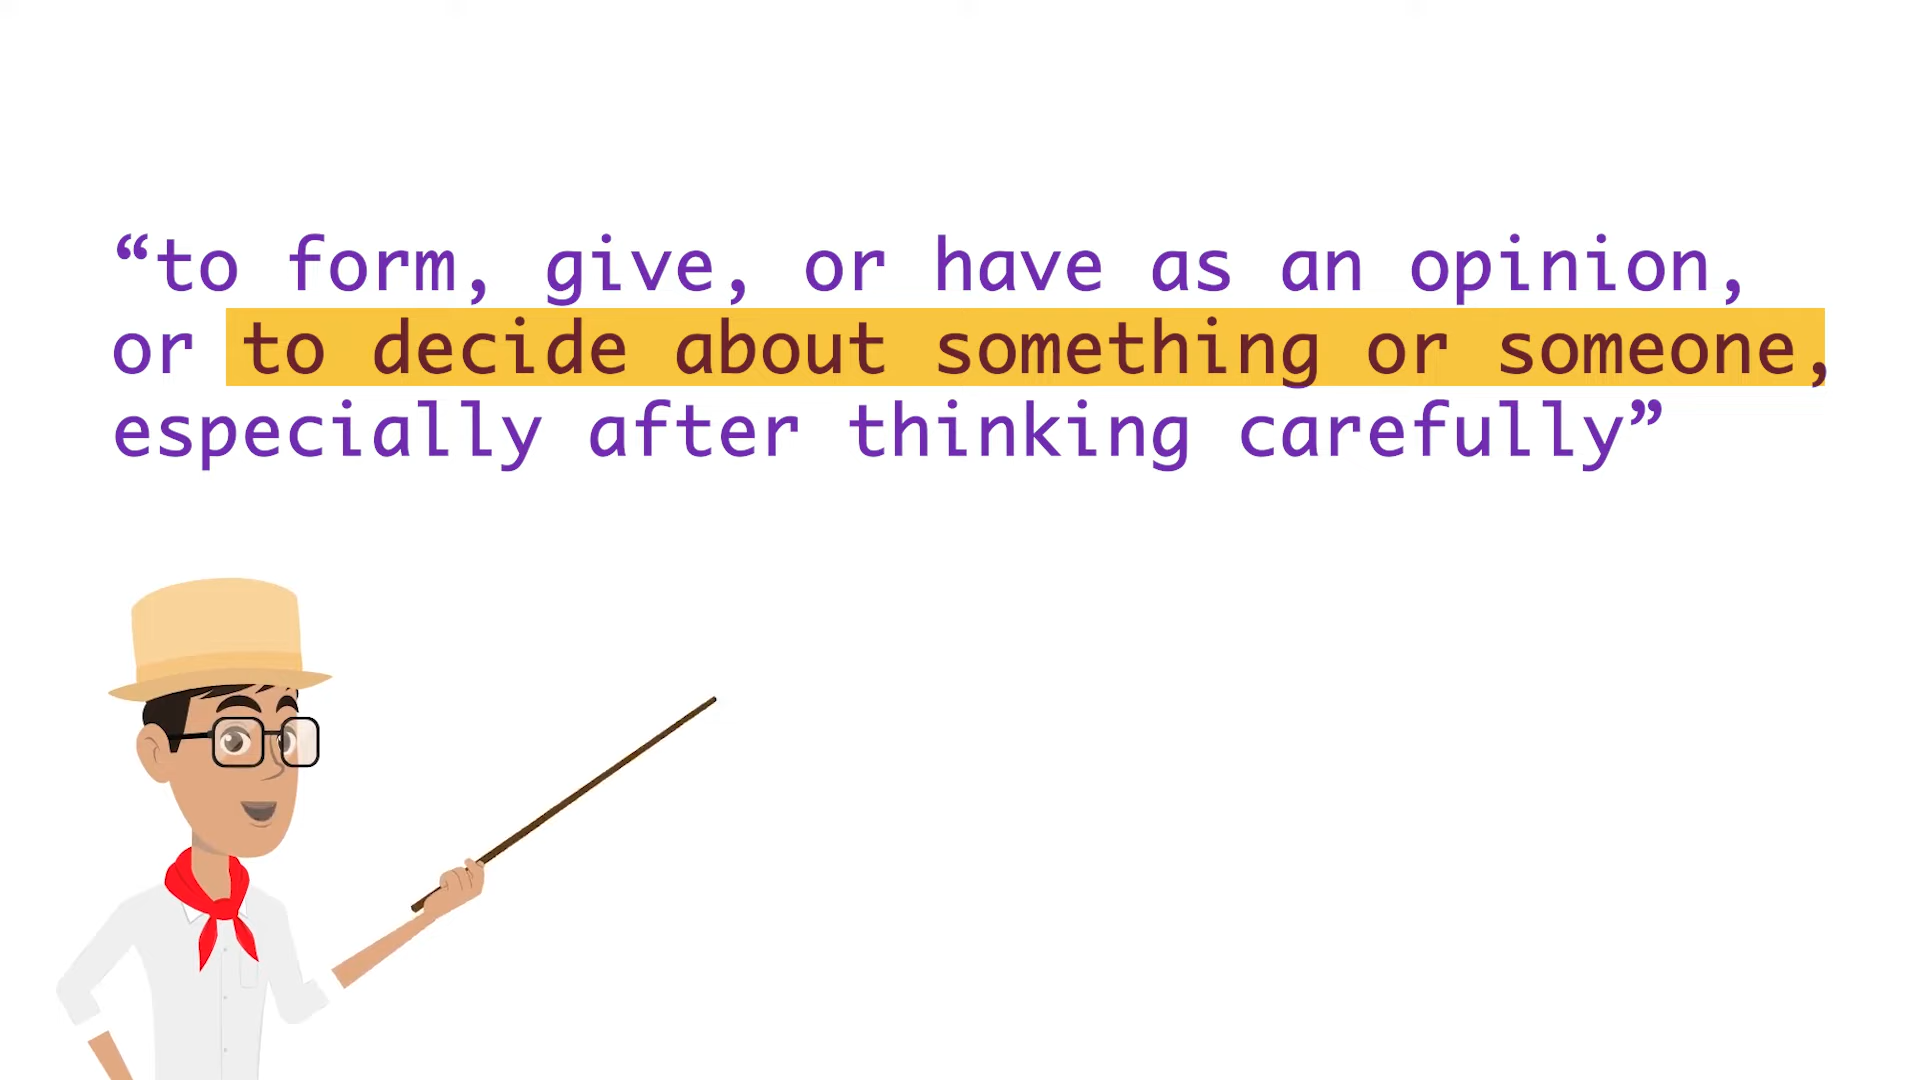 “to form, give, or have as an opinion,
or to decide about something or someone,
especially after thinking carefully”